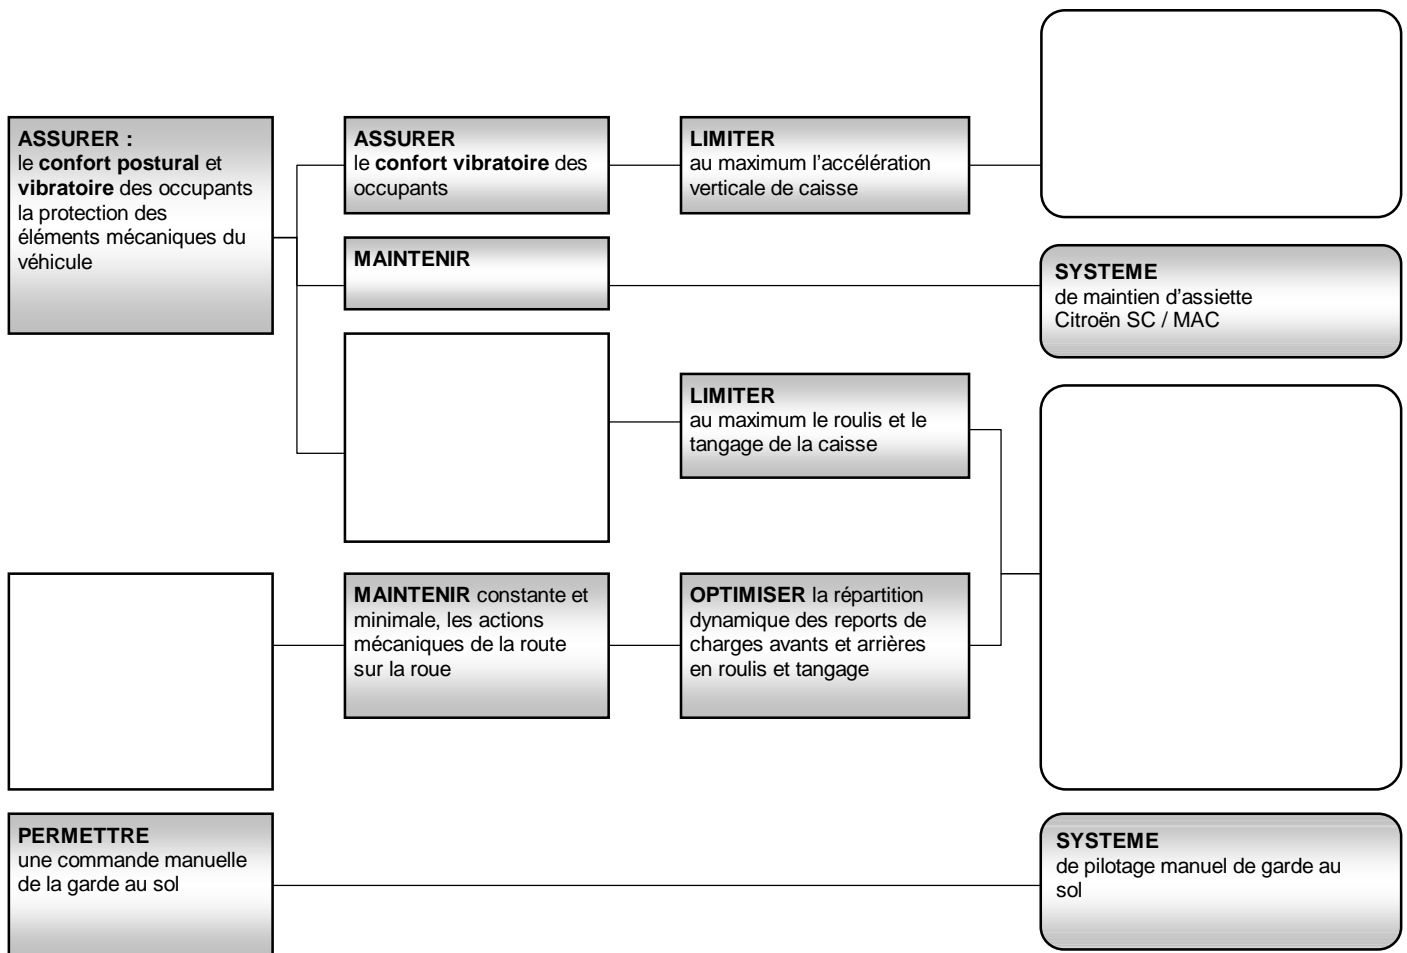 ASSURER :
le confort postural et
vibratoire des occupants
la protection des
éléments mécaniques du
véhicule
ASSURER
le confort vibratoire des
occupants
LIMITER
au maximum l’accélération
verticale de caisse
MAINTENIR
SYSTEME
de maintien d’assiette
Citroën SC / MAC
LIMITER
au maximum le roulis et le
tangage de la caisse
MAINTENIR constante et
minimale, les actions
mécaniques de la route
sur la roue
OPTIMISER la répartition
dynamique des reports de
charges avants et arrières
en roulis et tangage
PERMETTRE
une commande manuelle
de la garde au sol
SYSTEME
de pilotage manuel de garde au
sol